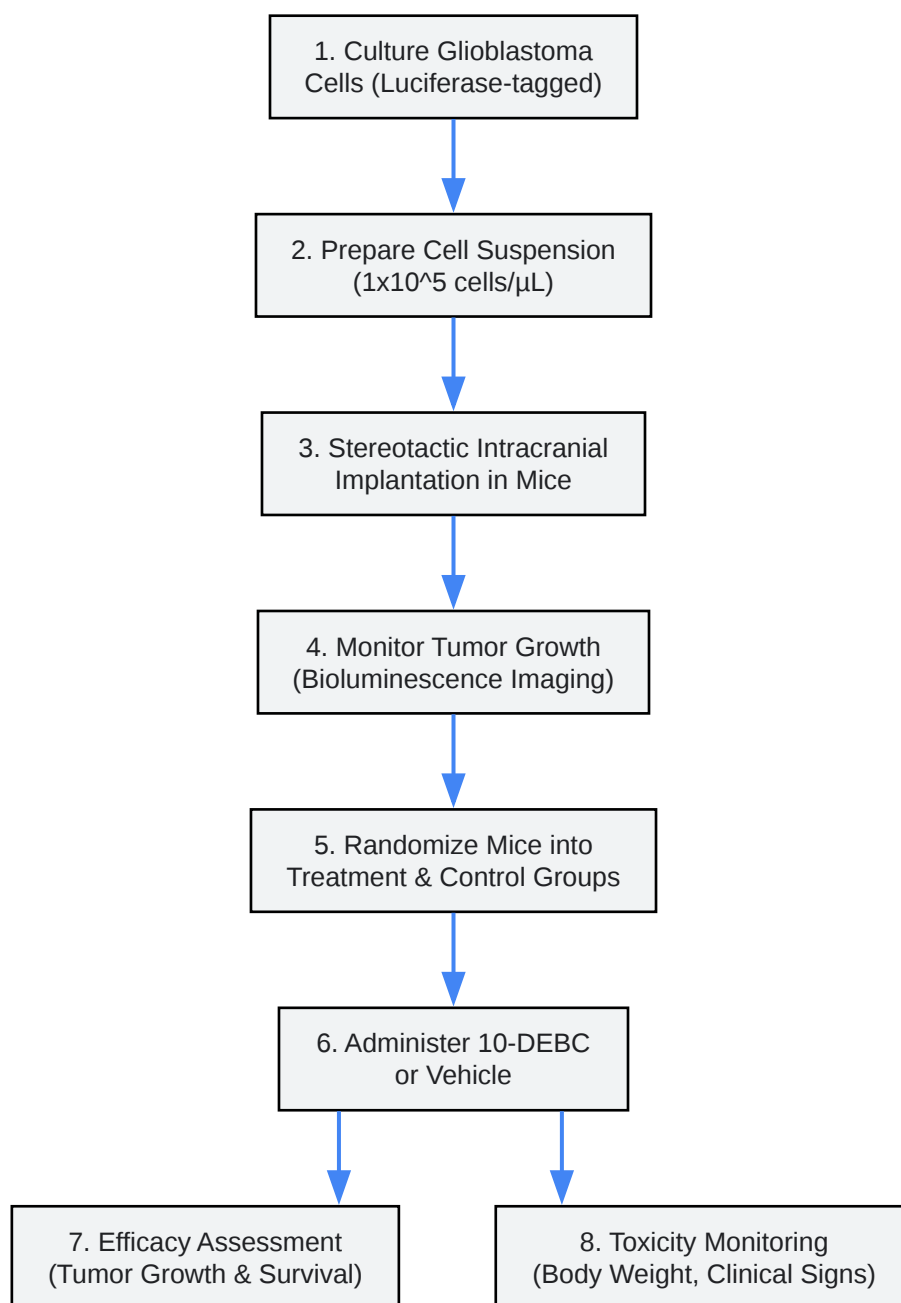 1. Culture Glioblastoma
Cells (Luciferase-tagged)
2. Prepare Cell Suspension
(1x10^5 cells/µL)
3. Stereotactic Intracranial
Implantation in Mice
4. Monitor Tumor Growth
(Bioluminescence Imaging)
5. Randomize Mice into
Treatment & Control Groups
6. Administer 10-DEBC
or Vehicle
7. Efficacy Assessment
(Tumor Growth & Survival)
8. Toxicity Monitoring
(Body Weight, Clinical Signs)